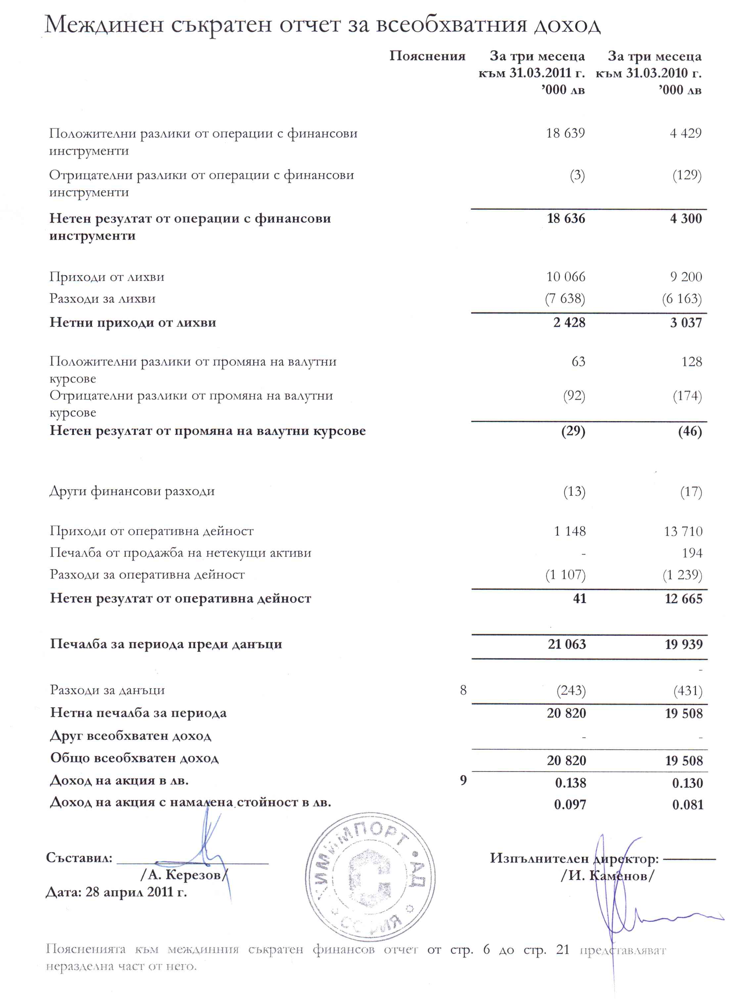 Междинен съкратен отчет за всеобхватния доход
Пояснения За три месеца За три месеца
към 31.03.2011 г. към 31.03.2010 г.
’000 лв ’000 лв
Положителни разлики от операции с финансови 18 639 4 429
инструменти
Отрицателни разлики от операции с финансови (3) (129)
инструменти
Нетен резултат от операции с финансови 18 636 4 300
инструменти
Приходи от лихви 10 066 9 200
Разходи за лихви (7 638) (6 163)
Нетни приходи от лихви 2 428 3 037
Положителни разлики от промяна на валутни 63 128
курсове
Отрицателни разлики от промяна на валутни (92) (174)
курсове
Нетен резултат от промяна на валутни курсове (29) (46)
Други финансови разходи (13) (17)
Приходи от оперативна дейност 1 148 13 710
Печалба от продажба на нетекущи активи - 194
Разходи за оперативна дейност (1 107) (1 239)
Нетен резултат от оперативна дейност 41 12 665
Печалба за периода преди данъци 21 063 19 939
-
Разходи за данъци 8 (243) (431)
Нетна печалба за периода 20 820 19 508
Друг всеобхватен доход - -
Общо всеобхватен доход 20 820 19 508
Доход на акция в лв. 9 0.138 0.130
Доход на акция с намалена стойност в лв. 0.097 0.081
ХИМИМПОРТ • АД
СОФИЯ
Съставил: Изпълнителен директор:
/А. Керезов/ /И. Каменов/
Дата: 28 април 2011 г.
Поясненията към междинния съкратен финансов отчет от стр. 6 до стр. 21 представляват
неразделна част от него.